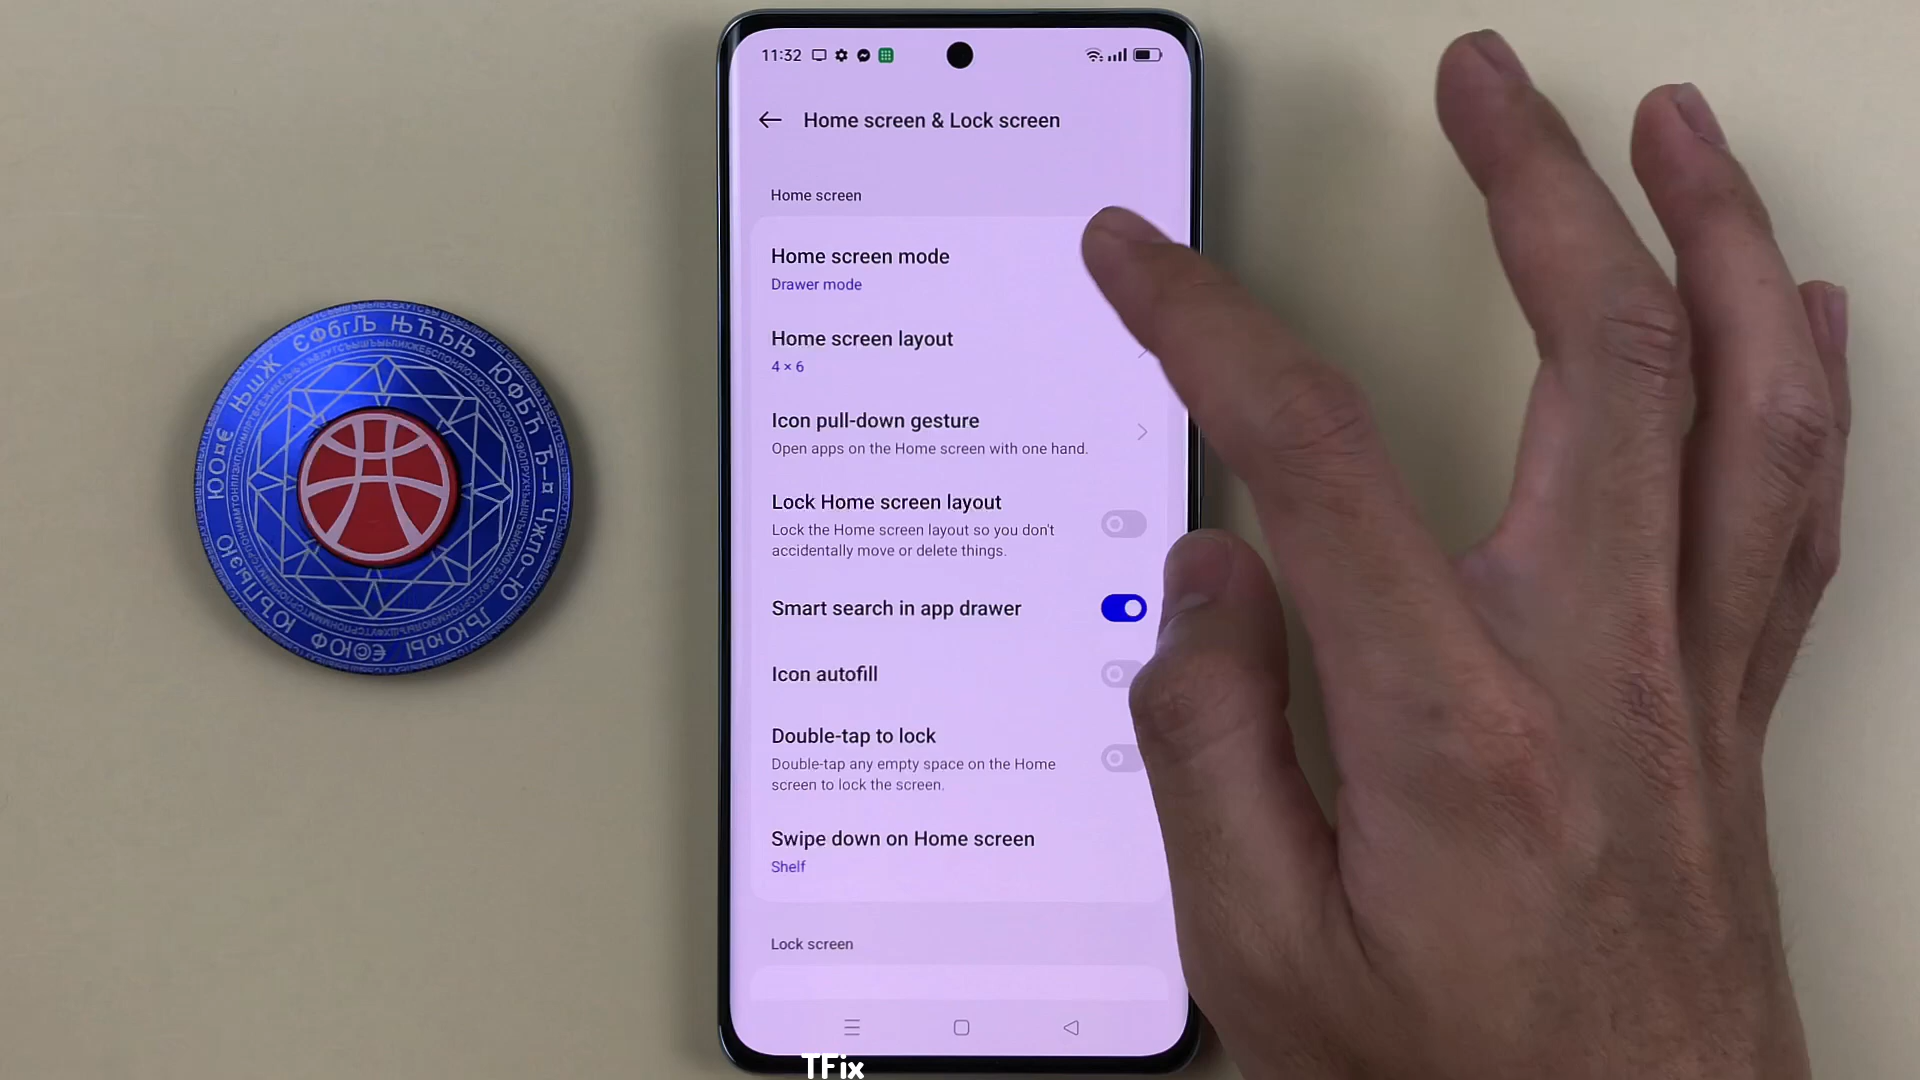 11:32
Home screen & Lock screen
Home screen
Home screen mode
Drawer mode
Home screen layout
4 × 6
Icon pull-down gesture
Open apps on the Home screen with one hand.
Lock Home screen layout
Lock the Home screen layout so you don't
accidentally move or delete things.
Smart search in app drawer
Icon autofill
Double-tap to lock
Double-tap any empty space on the Home
screen to lock the screen.
Swipe down on Home screen
Shelf
Lock screen
TFix